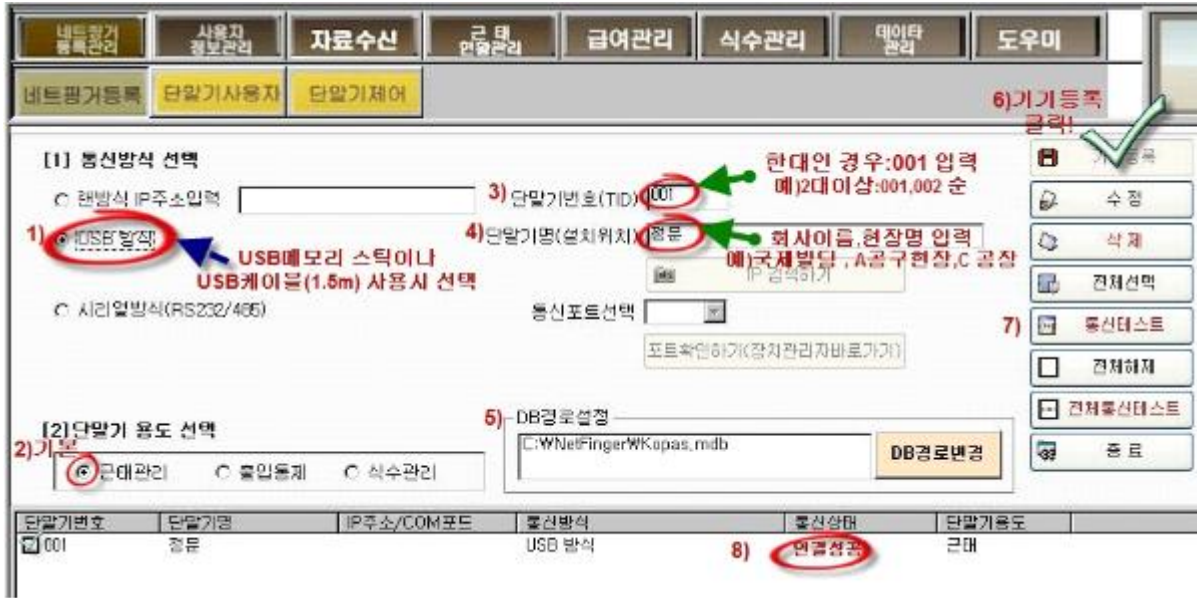 네트핑거 등록관리
사용자 정보관리
자료수신
근 태 현황관리
급여관리
식수관리
데이타 관리
도우미
네트핑거등록
단말기사용자
단말기제어
6)기기등록
클릭!
[1] 통신방식 선택
한대인 경우:001 입력
예)2대이상:001,002 순
랜방식 IP주소입력
3) 단말기번호(TID) 001
수 정
1) USB 방식
4)단말기명(설치위치) 정문
회사이름,현장명 입력
예)국제빌딩 , A공구현장,C 공장
삭 제
USB메모리 스틱이나
USB케이블(1.5m) 사용시 선택
IP 검색하기
전체선택
시리얼방식(RS232/485)
통신포트선택
7) 통신테스트
포트확인하기(장치관리자바로가기)
전체해제
전체통신테스트
[2]단말기 용도 선택
5) DB경로설정
C:₩NetFinger₩Kopas.mdb
DB경로변경
종 료
2)기본
근태관리
출입통제
식수관리
단말기번호 단말기명 IP주소/COM포트 통신방식 통신상태 단말기용도
001 정문 USB 방식 8) 연결성공 근태